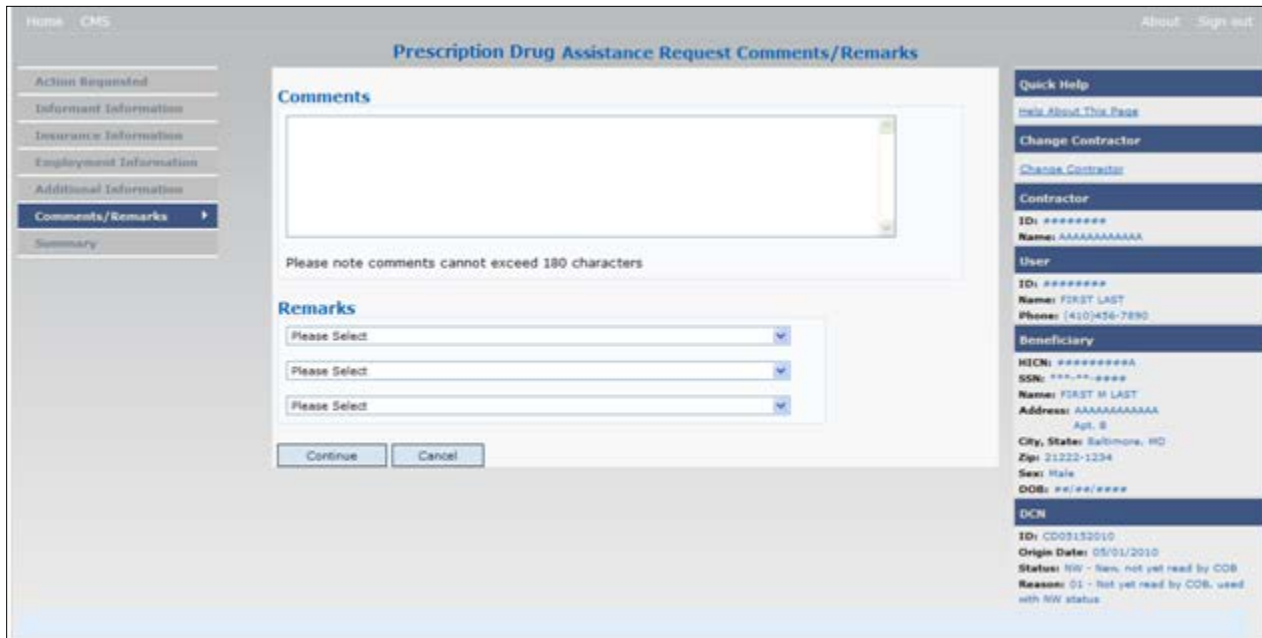 Home CMS
About Sign out
Prescription Drug Assistance Request Comments/Remarks
Action Requested
Informant Information
Insurance Information
Employment Information
Additional Information
Comments/Remarks
Summary
Comments
Please note comments cannot exceed 180 characters
Remarks
Please Select
Please Select
Please Select
Continue Cancel
Quick Help
Help About This Page
Change Contractor
Change Contractor
Contractor
ID: ########
Name: AAAAAAAAAAAA
User
ID: ########
Name: FIRST LAST
Phone: (410)456-7890
Beneficiary
HICN: #########A
SSN: ***-**-####
Name: FIRST M LAST
Address: AAAAAAAAAAAA
Apt. B
City, State: Baltimore, MD
Zip: 21222-1234
Sex: Male
DOB: ##/##/####
DCN
ID: CD05152010
Origin Date: 05/01/2010
Status: NW - New, not yet read by COB
Reason: 01 - Not yet read by COB, used
with NW status